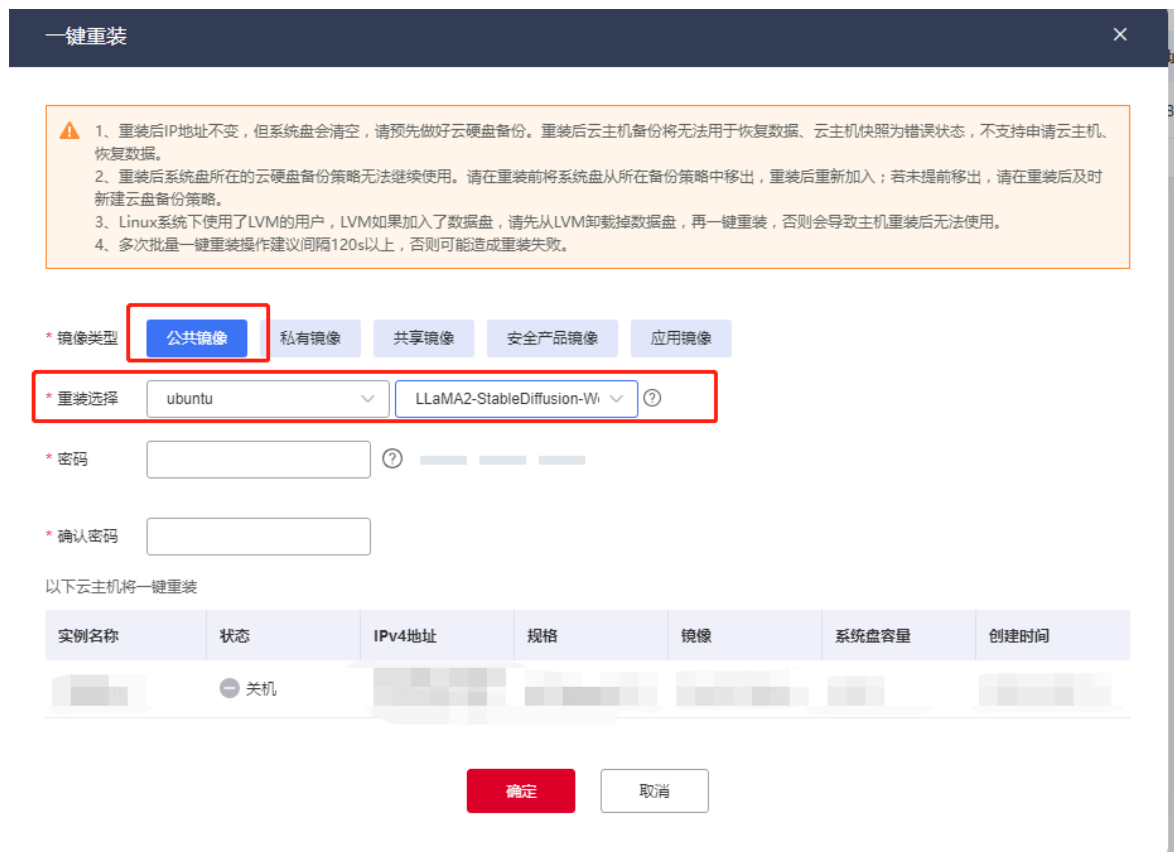 一键重装
1、重装后IP地址不变，但系统盘会清空，请预先做好云硬盘备份。重装后云主机备份将无法用于恢复数据、云主机快照为错误状态，不支持申请云主机、
恢复数据。
2、重装后系统盘所在的云硬盘备份策略无法继续使用。请在重装前将系统盘从所在备份策略中移出，重装后重新加入；若未提前移出，请在重装后及时
新建云盘备份策略。
3、Linux系统下使用了LVM的用户，LVM如果加入了数据盘，请先从LVM卸载掉数据盘，再一键重装，否则会导致主机重装后无法使用。
4、多次批量一键重装操作建议间隔120s以上，否则可能造成重装失败。
* 镜像类型 公共镜像 私有镜像 共享镜像 安全产品镜像 应用镜像
* 重装选择 ubuntu LLaMA2-StableDiffusion-W
* 密码
* 确认密码
以下云主机将一键重装
实例名称 状态 IPv4地址 规格 镜像 系统盘容量 创建时间
关机
确定 取消